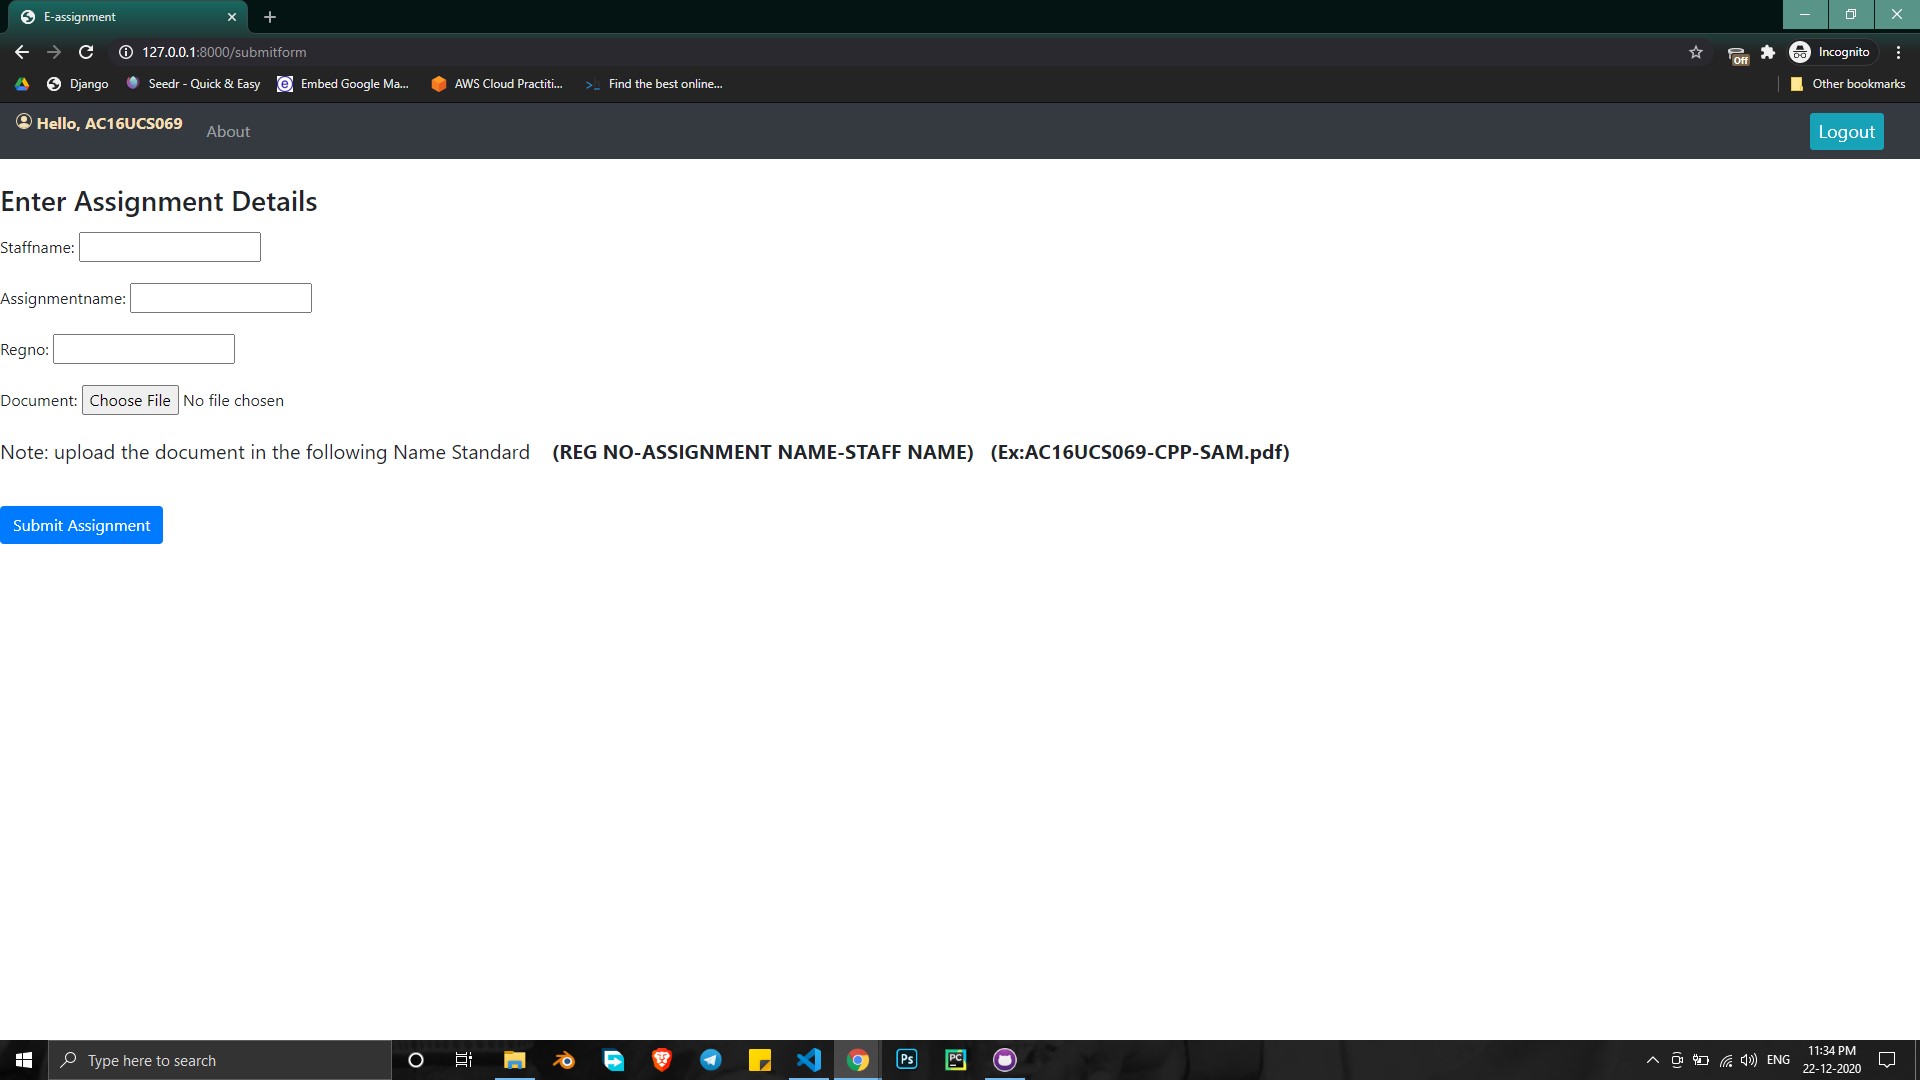 E-assignment
127.0.0.1:8000/submitform
Off
Incognito
Django
Seedr - Quick & Easy
Embed Google Ma...
AWS Cloud Practiti...
Find the best online...
Other bookmarks
Hello, AC16UCS069
About
Logout
Enter Assignment Details
Staffname:
Assignmentname:
Regno:
Document: Choose File No file chosen
Note: upload the document in the following Name Standard (REG NO-ASSIGNMENT NAME-STAFF NAME) (Ex:AC16UCS069-CPP-SAM.pdf)
Submit Assignment
Type here to search
Ps
PC
ENG
11:34 PM
22-12-2020